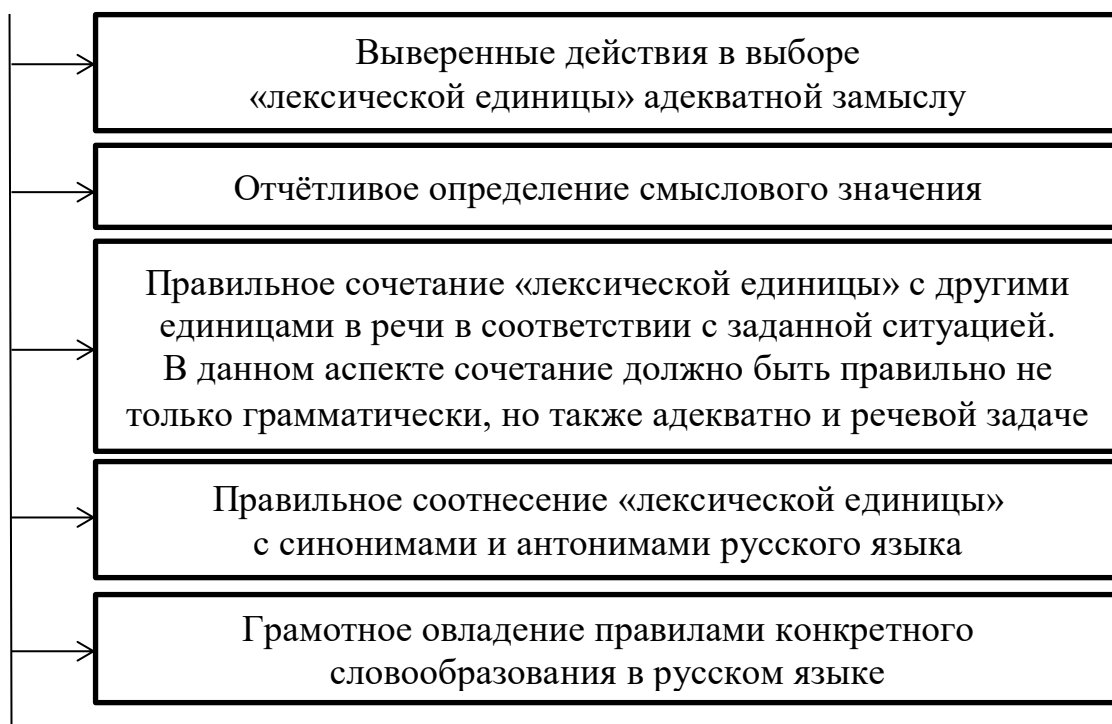 Выверенные действия в выборе
«лексической единицы» адекватной замыслу
Отчётливое определение смыслового значения
Правильное сочетание «лексической единицы» с другими
единицами в речи в соответствии с заданной ситуацией.
В данном аспекте сочетание должно быть правильно не
только грамматически, но также адекватно и речевой задаче
Правильное соотнесение «лексической единицы»
с синонимами и антонимами русского языка
Грамотное овладение правилами конкретного
словообразования в русском языке